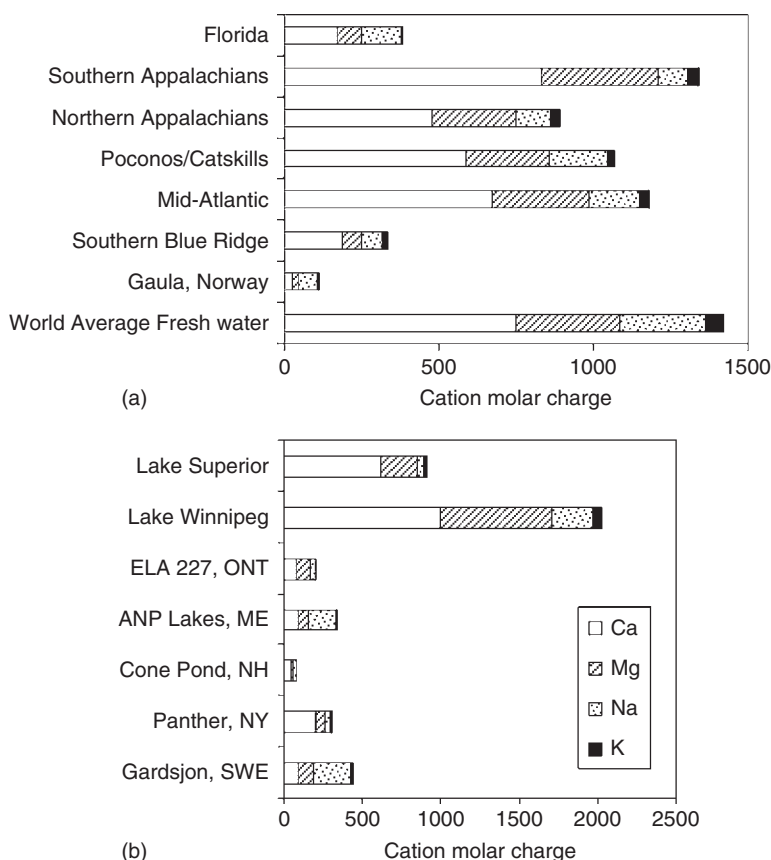 Florida
Southern Appalachians
Northern Appalachians
Poconos/Catskills
Mid-Atlantic
Southern Blue Ridge
Gaula, Norway
World Average Fresh water
0 500 1000 1500
(a) Cation molar charge
Lake Superior
Lake Winnipeg
ELA 227, ONT
ANP Lakes, ME
Cone Pond, NH
Panther, NY
Gardsjon, SWE
Ca
Mg
Na
K
0 500 1000 1500 2000 2500
(b) Cation molar charge